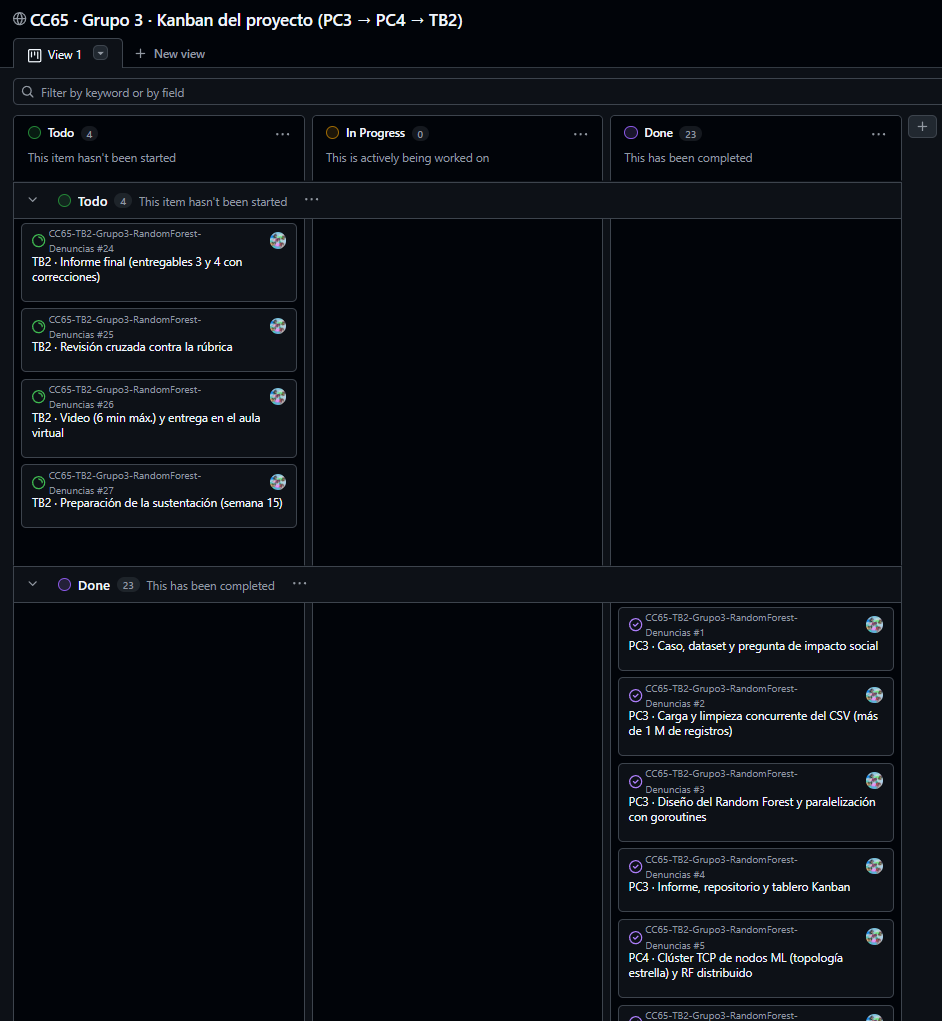 CC65 · Grupo 3 · Kanban del proyecto (PC3 → PC4 → TB2)
View 1
New view
Filter by keyword or by field
Todo 4
This item hasn't been started
In Progress 0
This is actively being worked on
Done 23
This has been completed
Todo 4 This item hasn't been started
CC65-TB2-Grupo3-RandomForest-
Denuncias #24
TB2 · Informe final (entregables 3 y 4 con
correcciones)
CC65-TB2-Grupo3-RandomForest-
Denuncias #25
TB2 · Revisión cruzada contra la rúbrica
CC65-TB2-Grupo3-RandomForest-
Denuncias #26
TB2 · Video (6 min máx.) y entrega en el aula
virtual
CC65-TB2-Grupo3-RandomForest-
Denuncias #27
TB2 · Preparación de la sustentación (semana 15)
Done 23 This has been completed
CC65-TB2-Grupo3-RandomForest-
Denuncias #1
PC3 · Caso, dataset y pregunta de impacto social
CC65-TB2-Grupo3-RandomForest-
Denuncias #2
PC3 · Carga y limpieza concurrente del CSV (más
de 1 M de registros)
CC65-TB2-Grupo3-RandomForest-
Denuncias #3
PC3 · Diseño del Random Forest y paralelización
con goroutines
CC65-TB2-Grupo3-RandomForest-
Denuncias #4
PC3 · Informe, repositorio y tablero Kanban
CC65-TB2-Grupo3-RandomForest-
Denuncias #5
PC4 · Clúster TCP de nodos ML (topología
estrella) y RF distribuido
CC65-TB2-Grupo3-RandomForest-